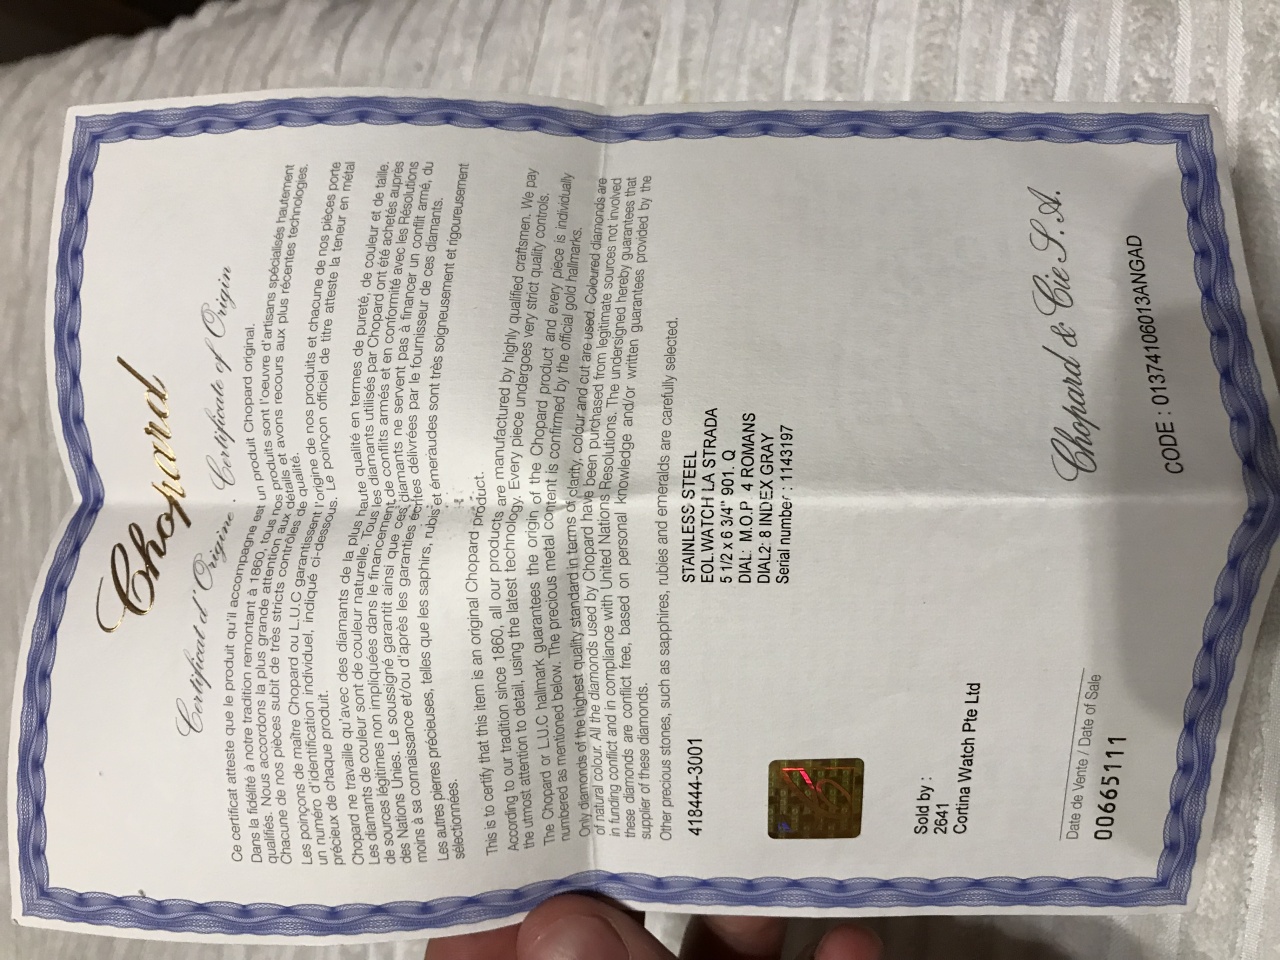 Chopard
Certificat d'Origine . Certificate of Origin
Ce certificat atteste que le produit qu'il accompagne est un produit Chopard original.
Dans la fidélité à notre tradition remontant à 1860, tous nos produits sont l'oeuvre d'artisans spécialisés hautement
qualifiés. Nous accordons la plus grande attention aux détails et avons recours aux plus récentes technologies.
Chacune de nos pièces subit de très stricts contrôles de qualité.
Les poinçons de maître Chopard ou L.U.C garantissent l'origine de nos produits et chacune de nos pièces porte
un numéro d'identification individuel, indiqué ci-dessous. Le poinçon officiel de titre atteste la teneur en métal
précieux de chaque produit.
Chopard ne travaille qu'avec des diamants de la plus haute qualité en termes de pureté, de couleur et de taille.
Les diamants de couleur sont de couleur naturelle. Tous les diamants utilisés par Chopard ont été achetés auprès
de sources légitimes non impliquées dans le financement de conflits armés et en conformité avec les Résolutions
des Nations Unies. Le soussigné garantit ainsi que ces diamants ne servent pas à financer un conflit armé, du
moins à sa connaissance et/ou d'après les garanties écrites délivrées par le fournisseur de ces diamants.
Les autres pierres précieuses, telles que les saphirs, rubis et émeraudes sont très soigneusement et rigoureusement
sélectionnées.
This is to certify that this item is an original Chopard product.
According to our tradition since 1860, all our products are manufactured by highly qualified craftsmen. We pay
the utmost attention to detail, using the latest technology. Every piece undergoes very strict quality controls.
The Chopard or L.U.C hallmark guarantees the origin of the Chopard product and every piece is individually
numbered as mentioned below. The precious metal content is confirmed by the official gold hallmarks.
Only diamonds of the highest quality standard in terms of clarity, colour and cut are used. Coloured diamonds are
of natural colour. All the diamonds used by Chopard have been purchased from legitimate sources not involved
in funding conflict and in compliance with United Nations Resolutions. The undersigned hereby guarantees that
these diamonds are conflict free, based on personal knowledge and/or written guarantees provided by the
supplier of these diamonds.
Other precious stones, such as sapphires, rubies and emeralds are carefully selected.
418444-3001
STAINLESS STEEL
EOL.WATCH LA STRADA
5 1/2 x 6 3/4" 901. Q
DIAL: M.O.P 4 ROMANS
DIAL2: 8 INDEX GRAY
Serial number : 1143197
Sold by :
2641
Cortina Watch Pte Ltd
Chopard & Cie S.A.
Date de Vente / Date of Sale
00665111
CODE : 01374106013ANGAD